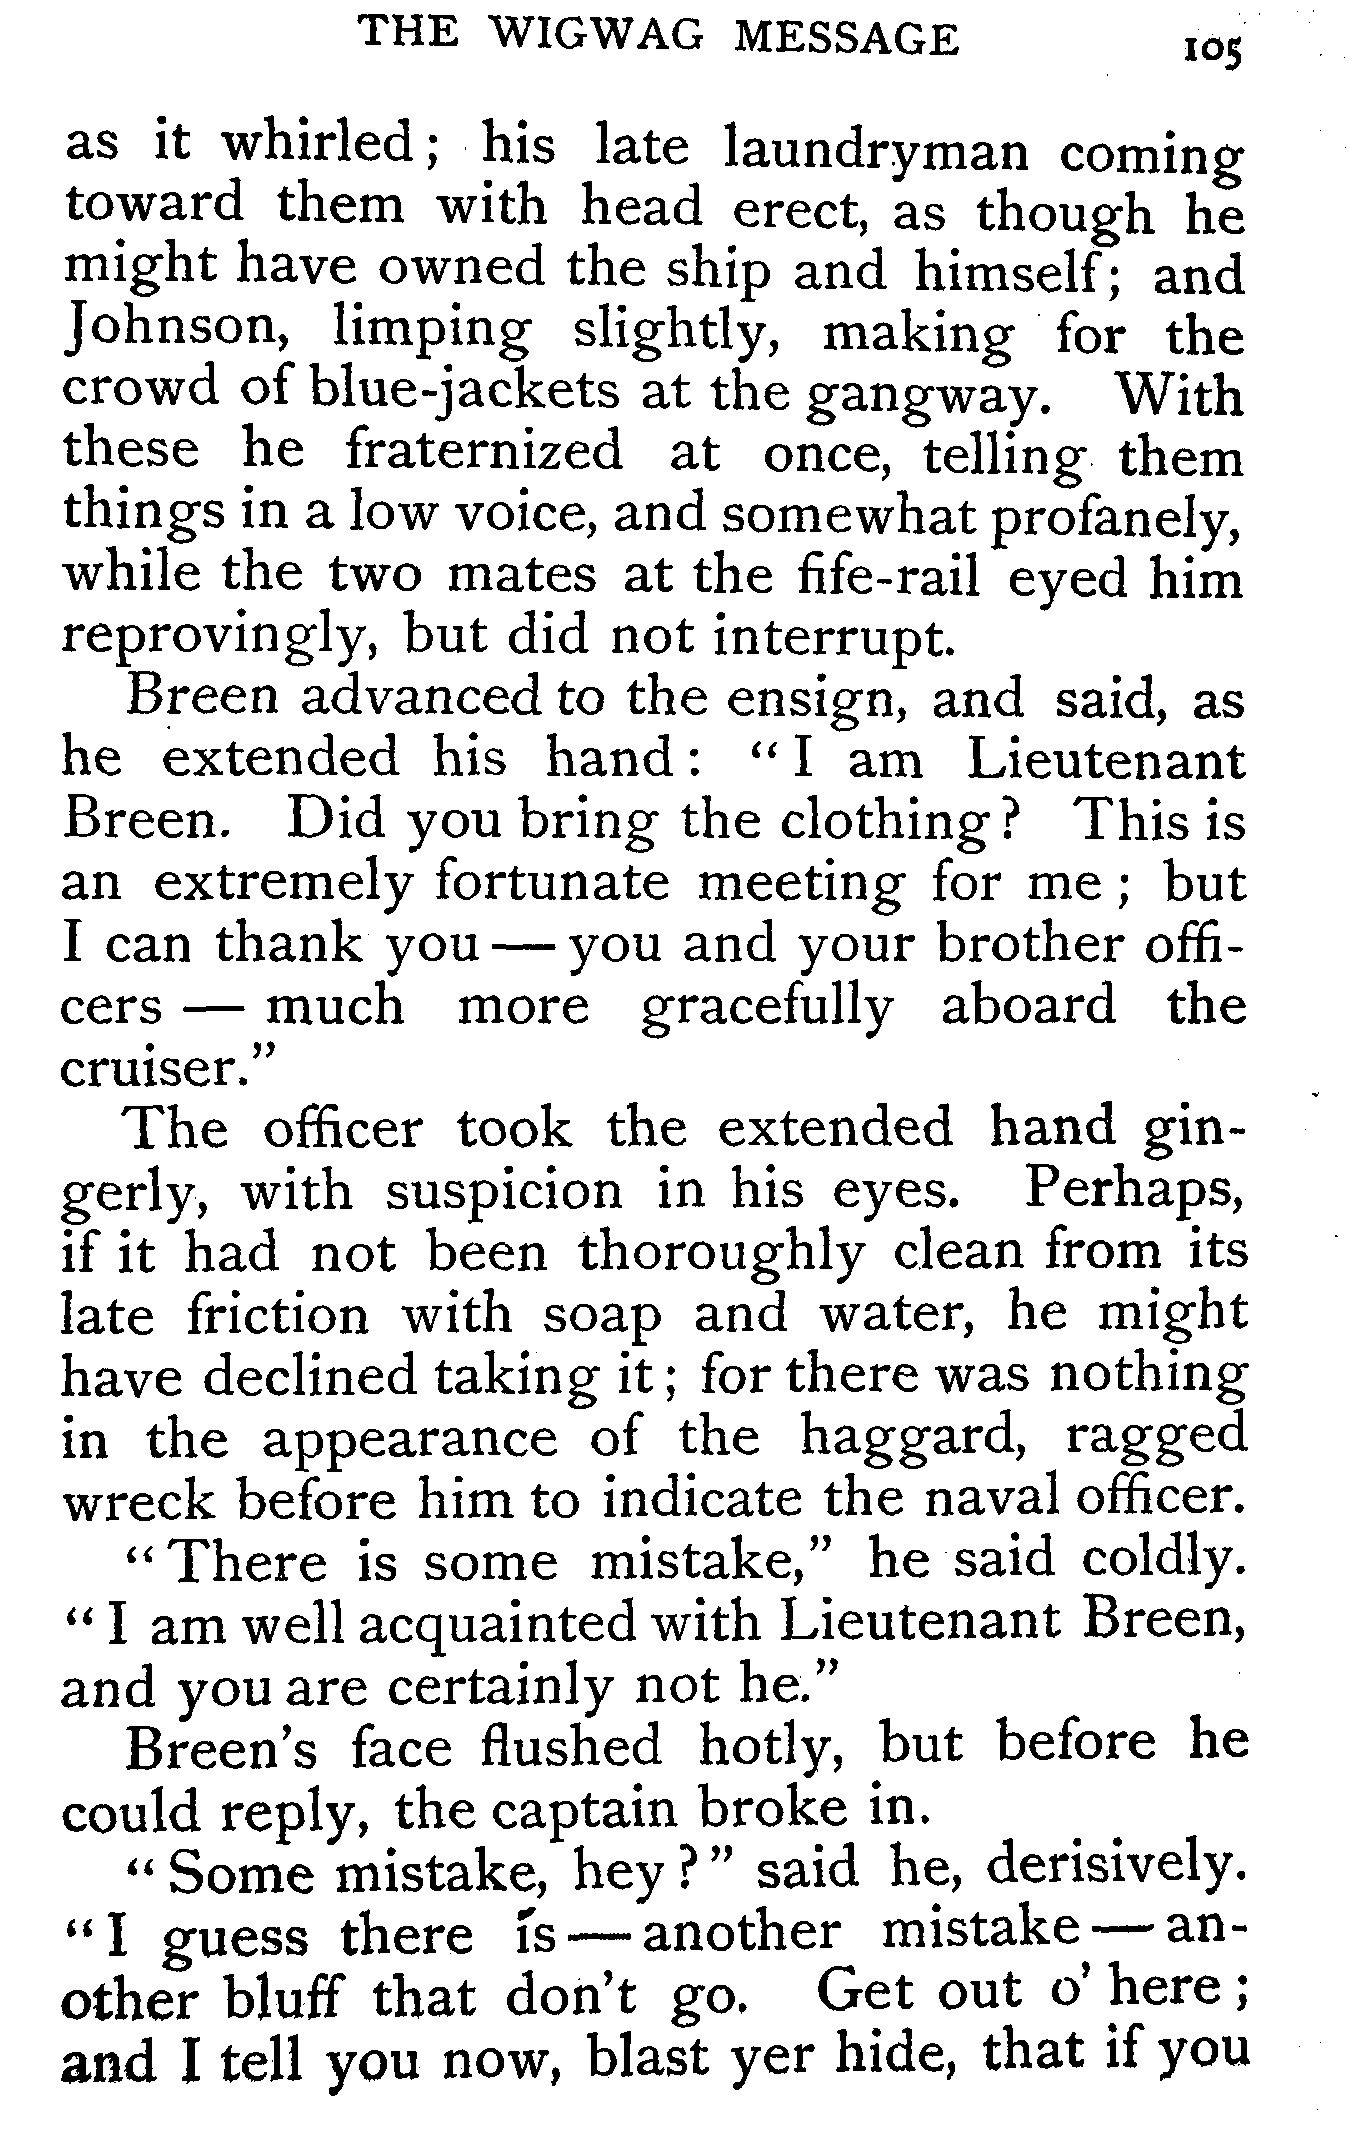 THE WIGWAG MESSAGE 105
as it whirled; his late laundryman coming
toward them with head erect, as though he
might have owned the ship and himself; and
Johnson, limping slightly, making for the
crowd of blue-jackets at the gangway. With
these he fraternized at once, telling them
things in a low voice, and somewhat profanely,
while the two mates at the fife-rail eyed him
reprovingly, but did not interrupt.
Breen advanced to the ensign, and said, as
he extended his hand: “I am Lieutenant
Breen. Did you bring the clothing? This is
an extremely fortunate meeting for me; but
I can thank you — you and your brother offi-
cers — much more gracefully aboard the
cruiser.”
The officer took the extended hand gin-
gerly, with suspicion in his eyes. Perhaps,
if it had not been thoroughly clean from its
late friction with soap and water, he might
have declined taking it; for there was nothing
in the appearance of the haggard, ragged
wreck before him to indicate the naval officer.
“There is some mistake,” he said coldly.
“I am well acquainted with Lieutenant Breen,
and you are certainly not he.”
Breen's face flushed hotly, but before he
could reply, the captain broke in.
“Some mistake, hey?” said he, derisively.
“I guess there is — another mistake — an-
other bluff that don't go. Get out o' here;
and I tell you now, blast yer hide, that if you